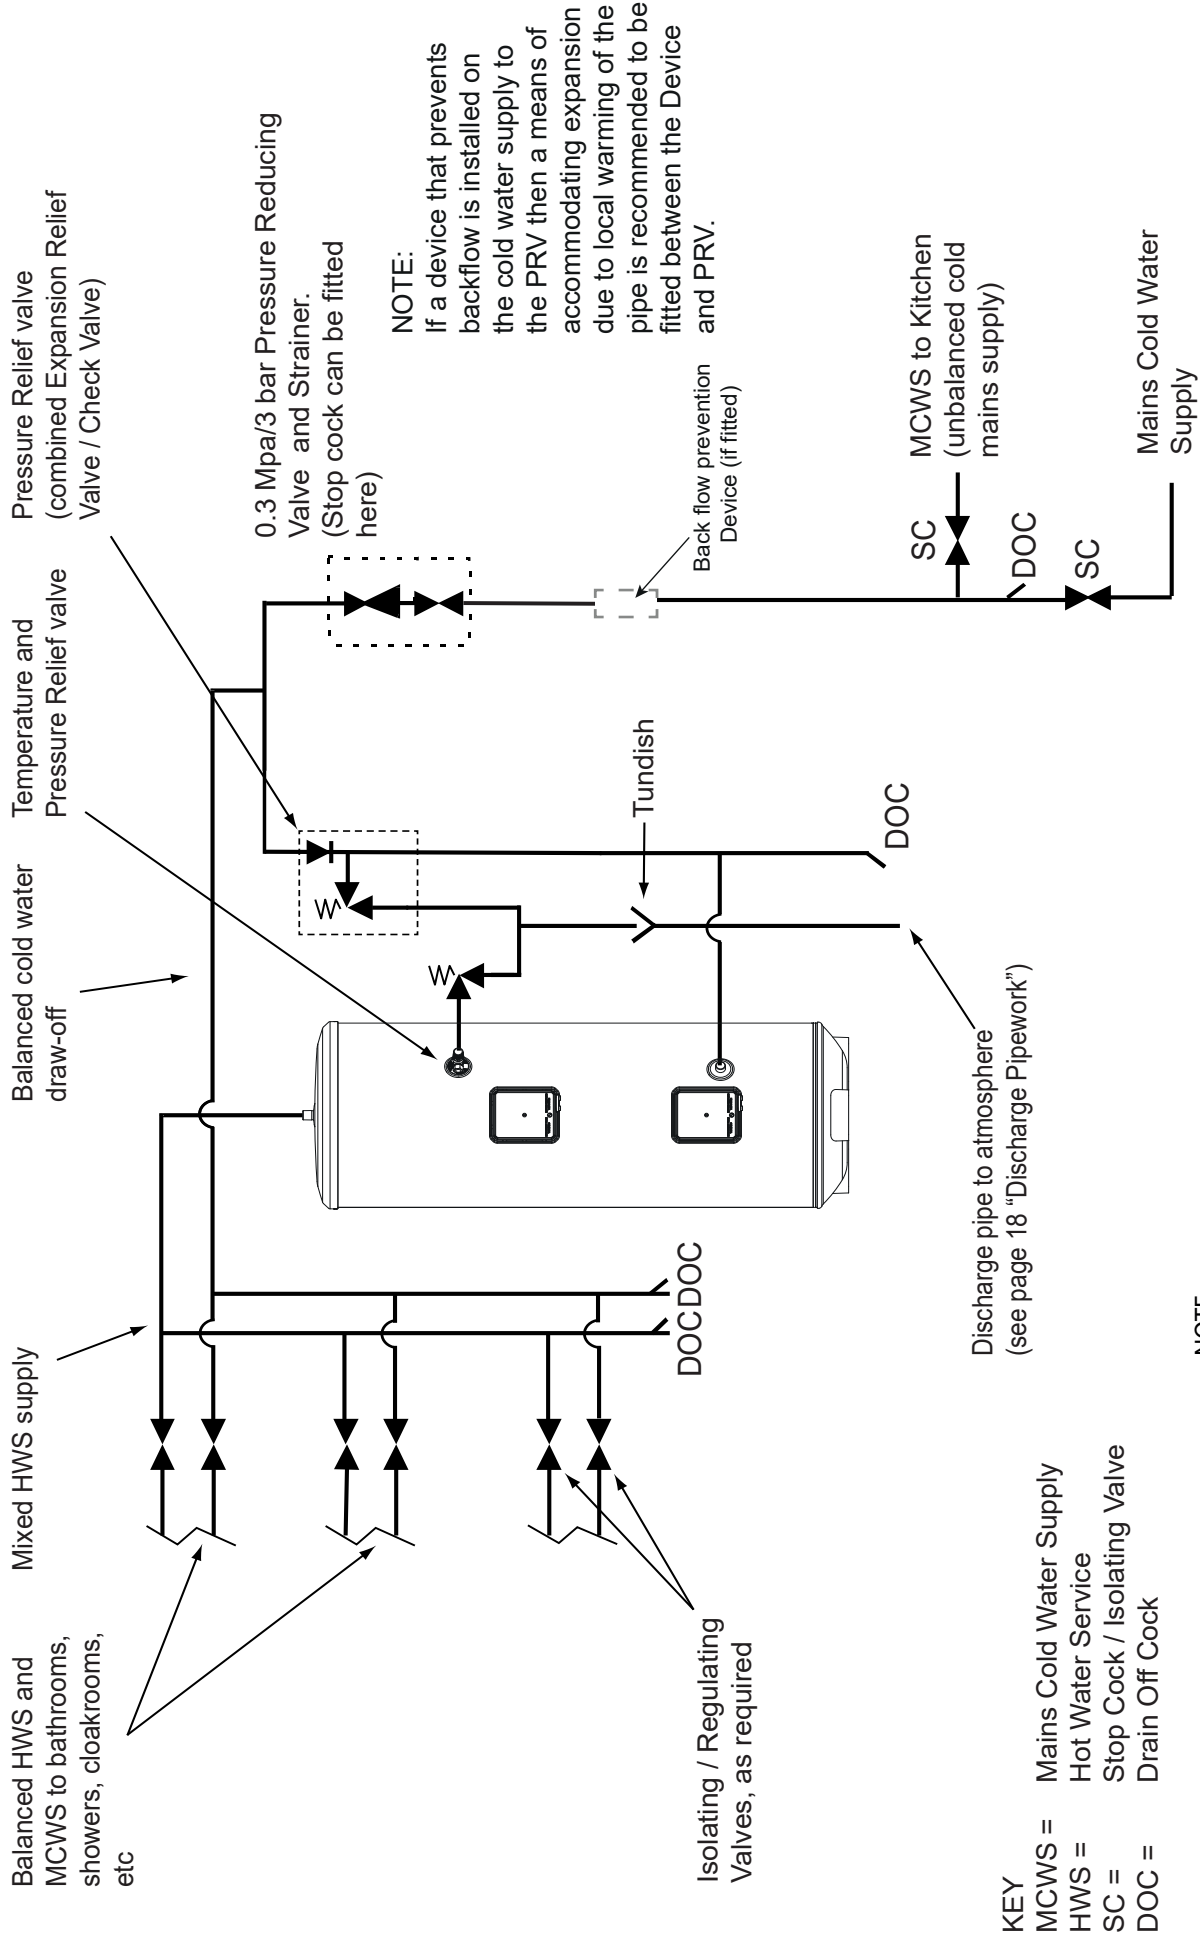 Balanced HWS and
MCWS to bathrooms,
showers, cloakrooms,
etc
Mixed HWS supply
Balanced cold water
draw-off
Temperature and
Pressure Relief valve
Pressure Relief valve
(combined Expansion Relief
Valve / Check Valve)
0.3 Mpa/3 bar Pressure Reducing
Valve and Strainer.
(Stop cock can be fitted
here)
NOTE:
If a device that prevents
backflow is installed on
the cold water supply to
the PRV then a means of
accommodating expansion
due to local warming of the
pipe is recommended to be
fitted between the Device
and PRV.
Back flow prevention
Device (if fitted)
Tundish
MCWS to Kitchen
(unbalanced cold
mains supply)
SC
DOC
SC
Mains Cold Water
Supply
DOC
DOC
DOC
Isolating / Regulating
Valves, as required
Discharge pipe to atmosphere
(see page 18 “Discharge Pipework”)
KEY
MCWS = Mains Cold Water Supply
HWS = Hot Water Service
SC = Stop Cock / Isolating Valve
DOC = Drain Off Cock
NOTE